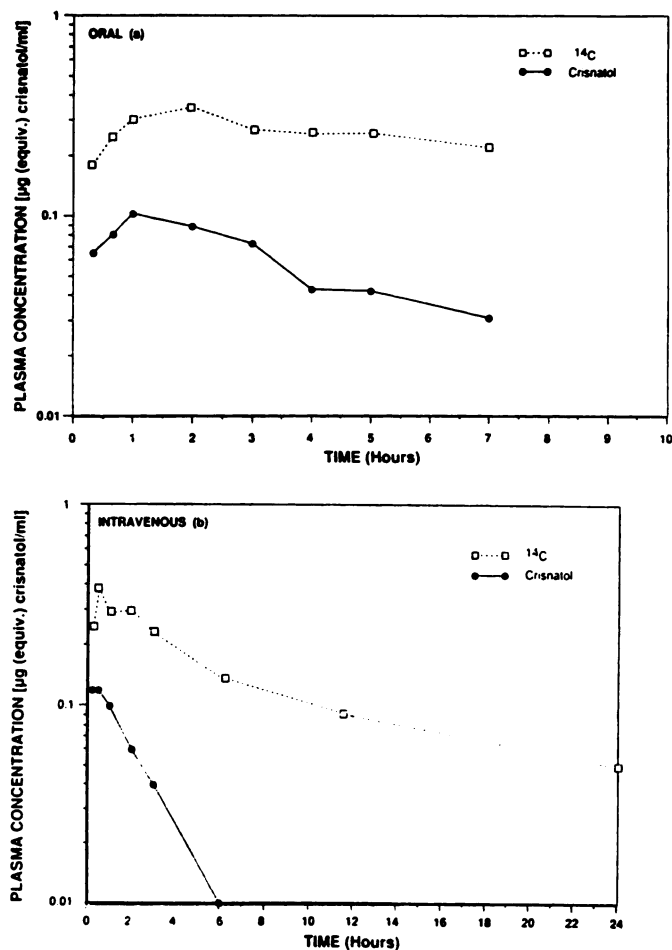 1
ORAL (a)
14C
Crisnatol
0.1
0.01
PLASMA CONCENTRATION [µg (equiv.) crisnatol/ml]
0 1 2 3 4 5 6 7 8 9 10
TIME (Hours)
1
INTRAVENOUS (b)
14C
Crisnatol
0.1
0.01
PLASMA CONCENTRATION [µg (equiv.) crisnatol/ml]
0 2 4 6 8 10 12 14 16 18 20 22 24
TIME (Hours)